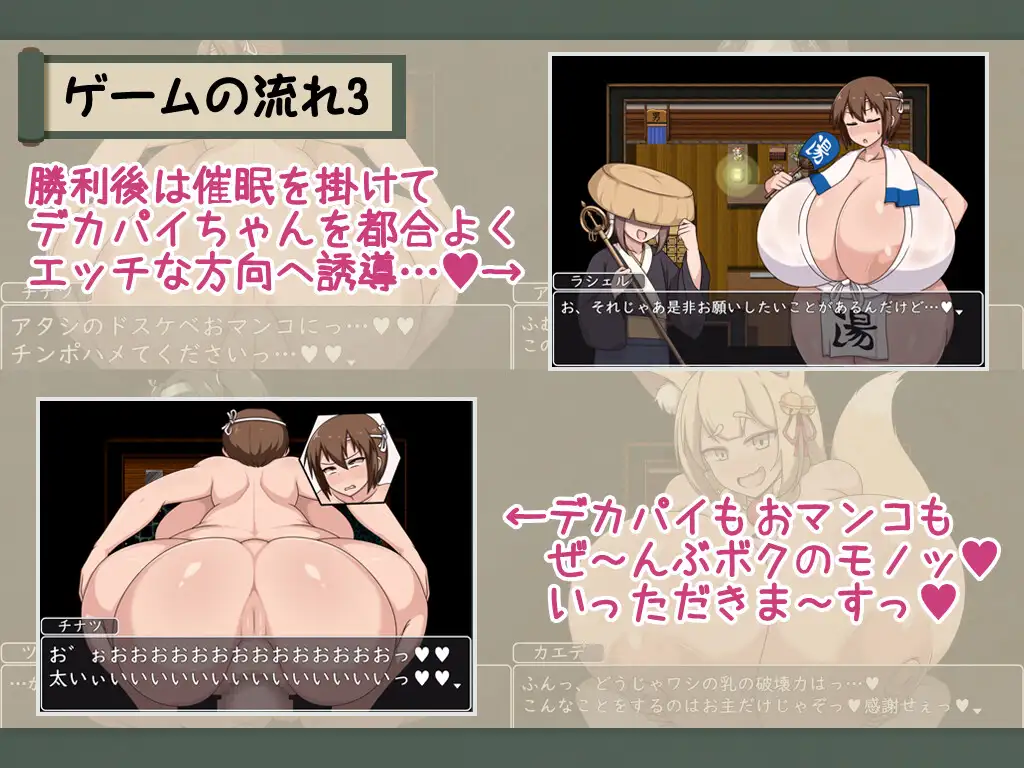 ゲームの流れ3
勝利後は催眠を掛けて
デカパイちゃんを都合よく
エッチな方向へ誘導…♥→
湯
ラシェル
お、それじゃあ是非お願いしたいことがあるんだけど…♥
湯
アタシのドスケベおマンコにっ…♥♥
チンポハメてくださいっ…♥♥
チナツ
お゛ぉおおおおおおおおおおおおおおっ♥♥
太いぃいいいいいいいいいいいいいいいっ♥♥
←デカパイもおマンコも
ぜ～んぶボクのモノッ♥
いっただきま～すっ♥
カエデ
ふんっ、どうじゃワシの乳の破壊力はっ…♥
こんなことをするのはお主だけじゃぞっ♥感謝せぇっ♥